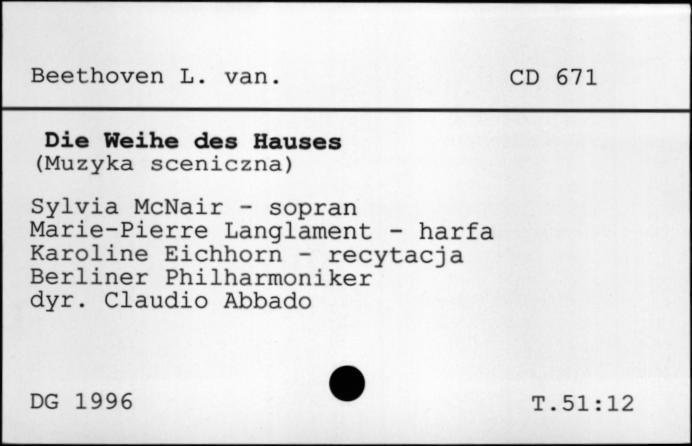 Beethoven L. van. CD 671
Die Weihe des Hauses
(Muzyka sceniczna)
Sylvia McNair - sopran
Marie-Pierre Langlament - harfa
Karoline Eichhorn - recytacja
Berliner Philharmoniker
dyr. Claudio Abbado
DG 1996 T.51:12